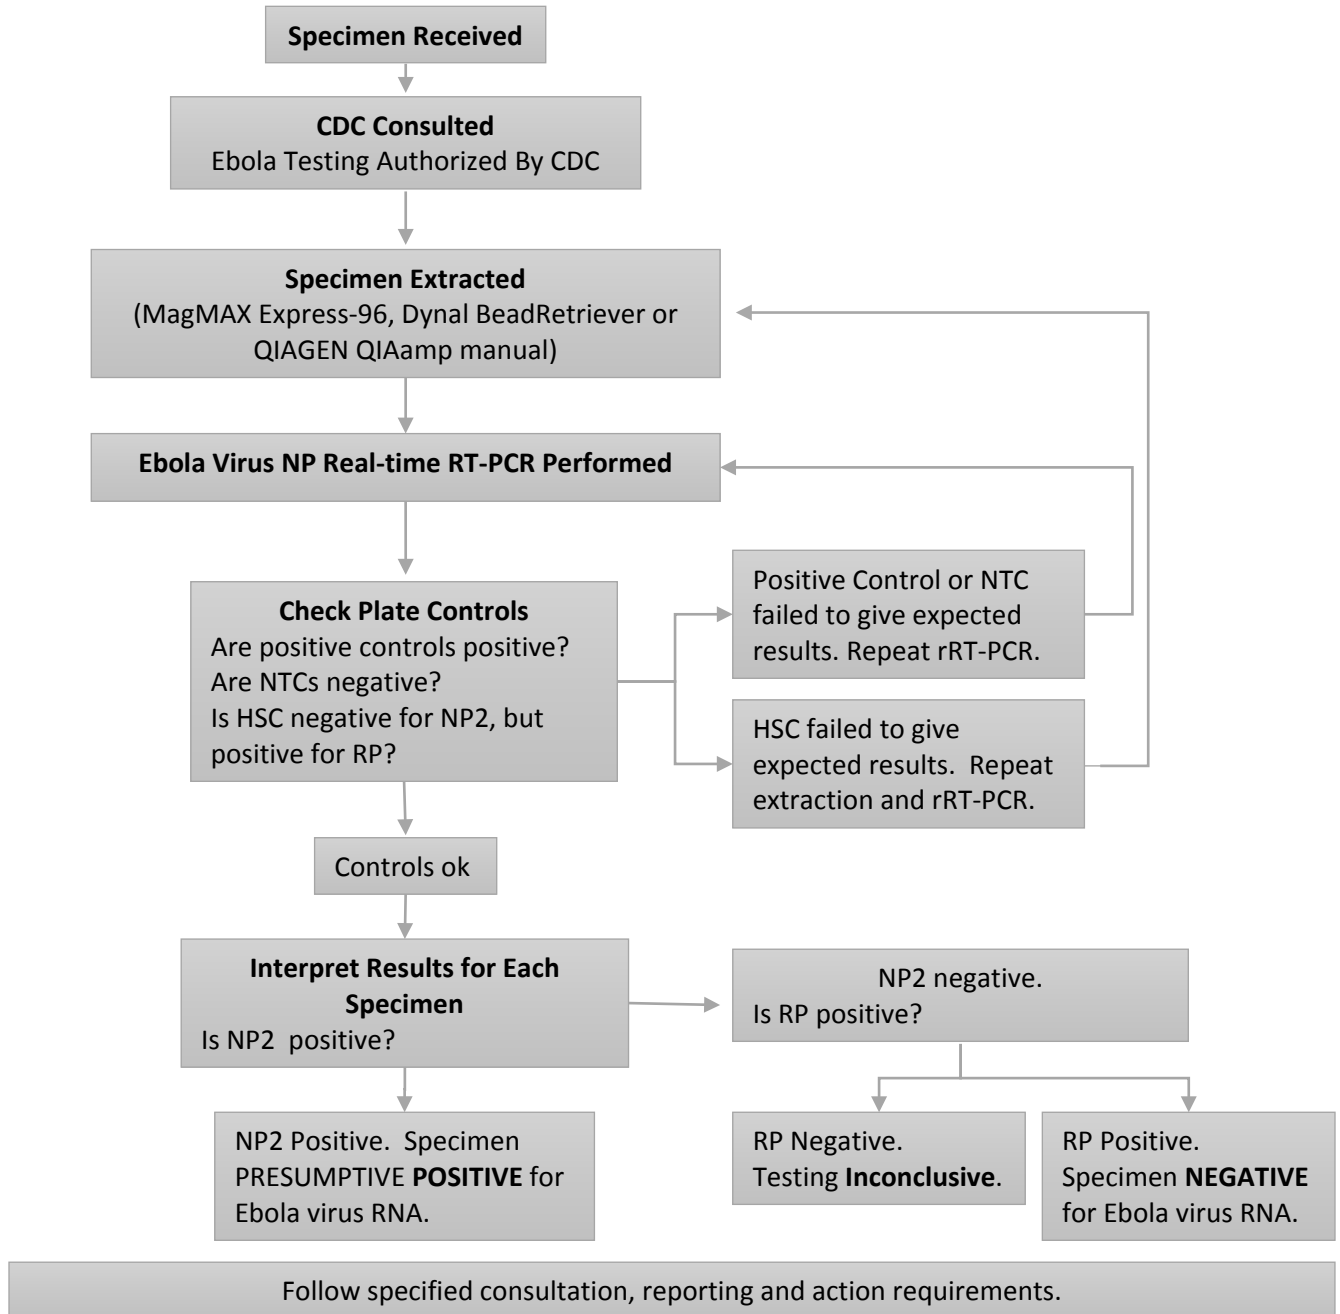 Specimen Received
CDC Consulted
Ebola Testing Authorized By CDC
Specimen Extracted
(MagMAX Express-96, Dynal BeadRetriever or
QIAGEN QIAamp manual)
Ebola Virus NP Real-time RT-PCR Performed
Check Plate Controls
Are positive controls positive?
Are NTCs negative?
Is HSC negative for NP2, but
positive for RP?
Positive Control or NTC
failed to give expected
results. Repeat rRT-PCR.
HSC failed to give
expected results.  Repeat
extraction and rRT-PCR.
Controls ok
Interpret Results for Each
Specimen
Is NP2  positive?
NP2 negative.
Is RP positive?
NP2 Positive.  Specimen
PRESUMPTIVE POSITIVE for
Ebola virus RNA.
RP Negative.
Testing Inconclusive.
RP Positive.
Specimen NEGATIVE
for Ebola virus RNA.
Follow specified consultation, reporting and action requirements.